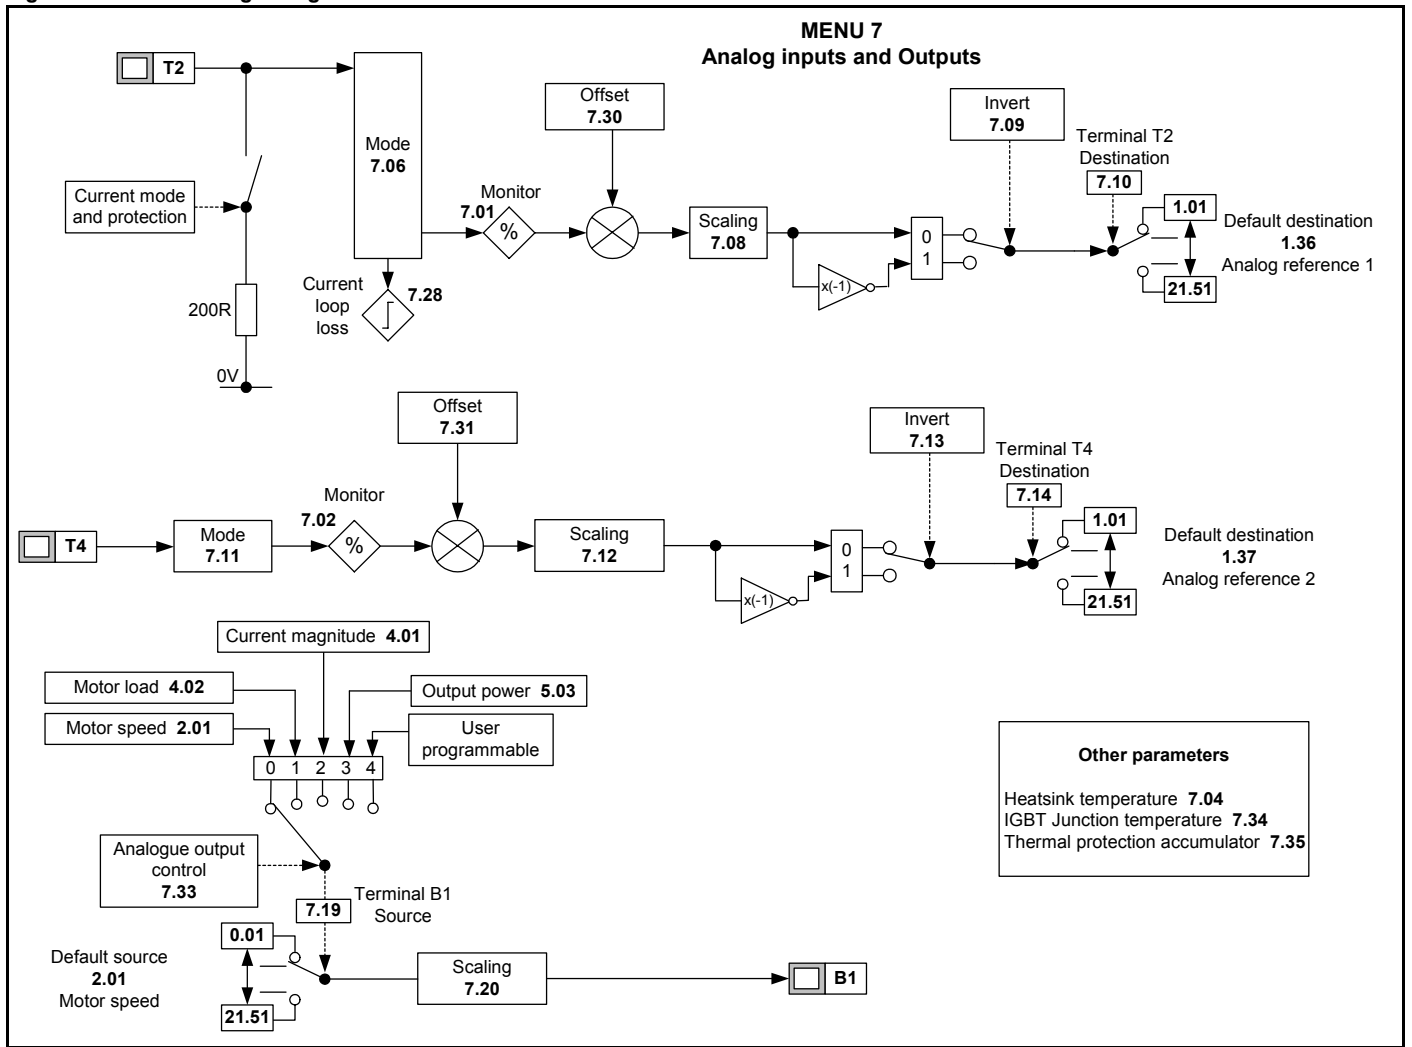 MENU 7
Analog inputs and Outputs
T2
Mode
7.06
Offset
7.30
Invert
7.09
Terminal T2
Destination
7.10
Current mode
and protection
Monitor
7.01
%
Scaling
7.08
0
1
x(-1)
1.01
21.51
Default destination
1.36
Analog reference 1
Current
loop
loss
7.28
200R
0V
Offset
7.31
Invert
7.13
Terminal T4
Destination
7.14
T4
Mode
7.11
Monitor
7.02
%
Scaling
7.12
0
1
x(-1)
1.01
21.51
Default destination
1.37
Analog reference 2
Current magnitude 4.01
Motor load 4.02
Output power 5.03
Motor speed 2.01
User
programmable
0 1 2 3 4
Other parameters
Heatsink temperature 7.04
IGBT Junction temperature 7.34
Thermal protection accumulator 7.35
Analogue output
control
7.33
7.19
Terminal B1
Source
0.01
21.51
Default source
2.01
Motor speed
Scaling
7.20
B1